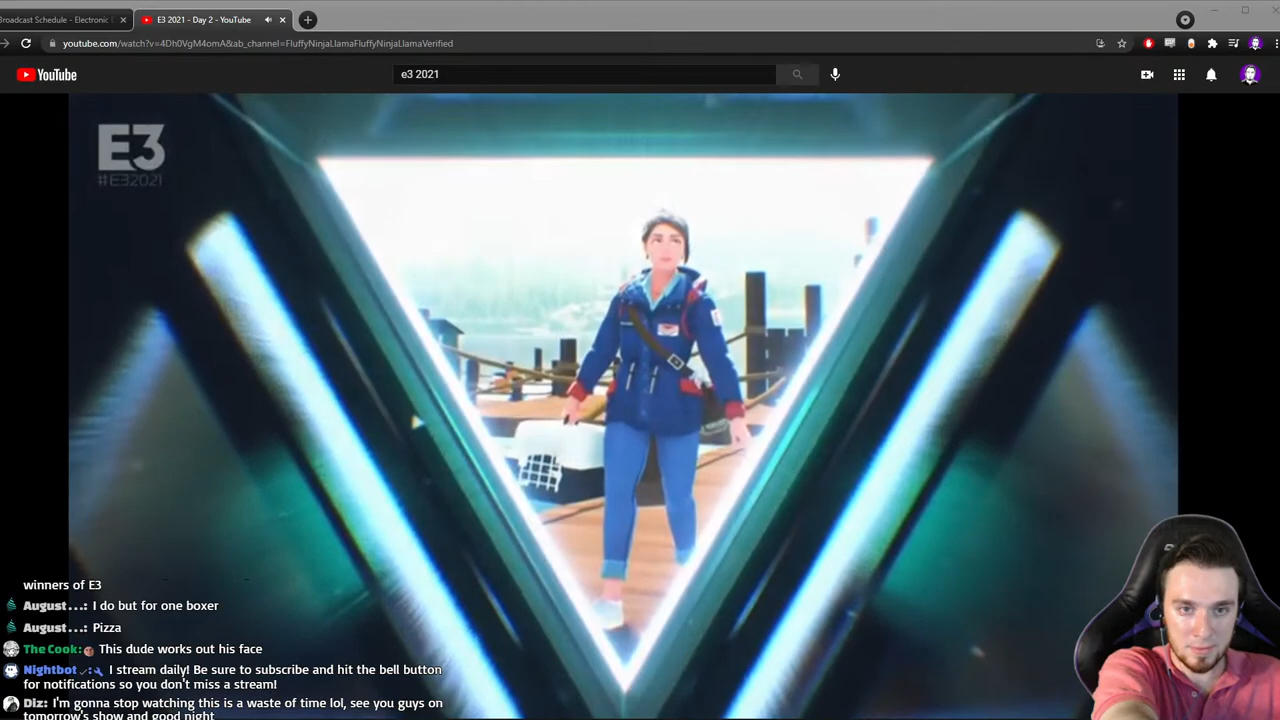 Broadcast Schedule - Electronic E
E3 2021 - Day 2 - YouTube
youtube.com/watch?v=4Dh0VgM4omA&ab_channel=FluffyNinjaLlamaFluffyNinjaLlamaVerified
YouTube
e3 2021
E3
#E32021
winners of E3
August...: I do but for one boxer
August...: Pizza
The Cook: This dude works out his face
Nightbot: I stream daily! Be sure to subscribe and hit the bell button
for notifications so you don't miss a stream!
Diz: I'm gonna stop watching this is a waste of time lol, see you guys on
tomorrow's show and good night